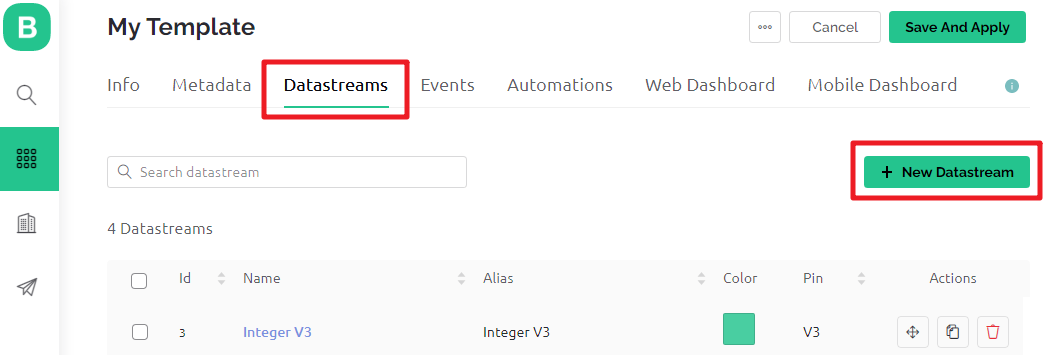 B
My Template
Cancel
Save And Apply
Info Metadata Datastreams Events Automations Web Dashboard Mobile Dashboard i
Search datastream
+ New Datastream
4 Datastreams
Id Name Alias Color Pin Actions
3 Integer V3 Integer V3 V3